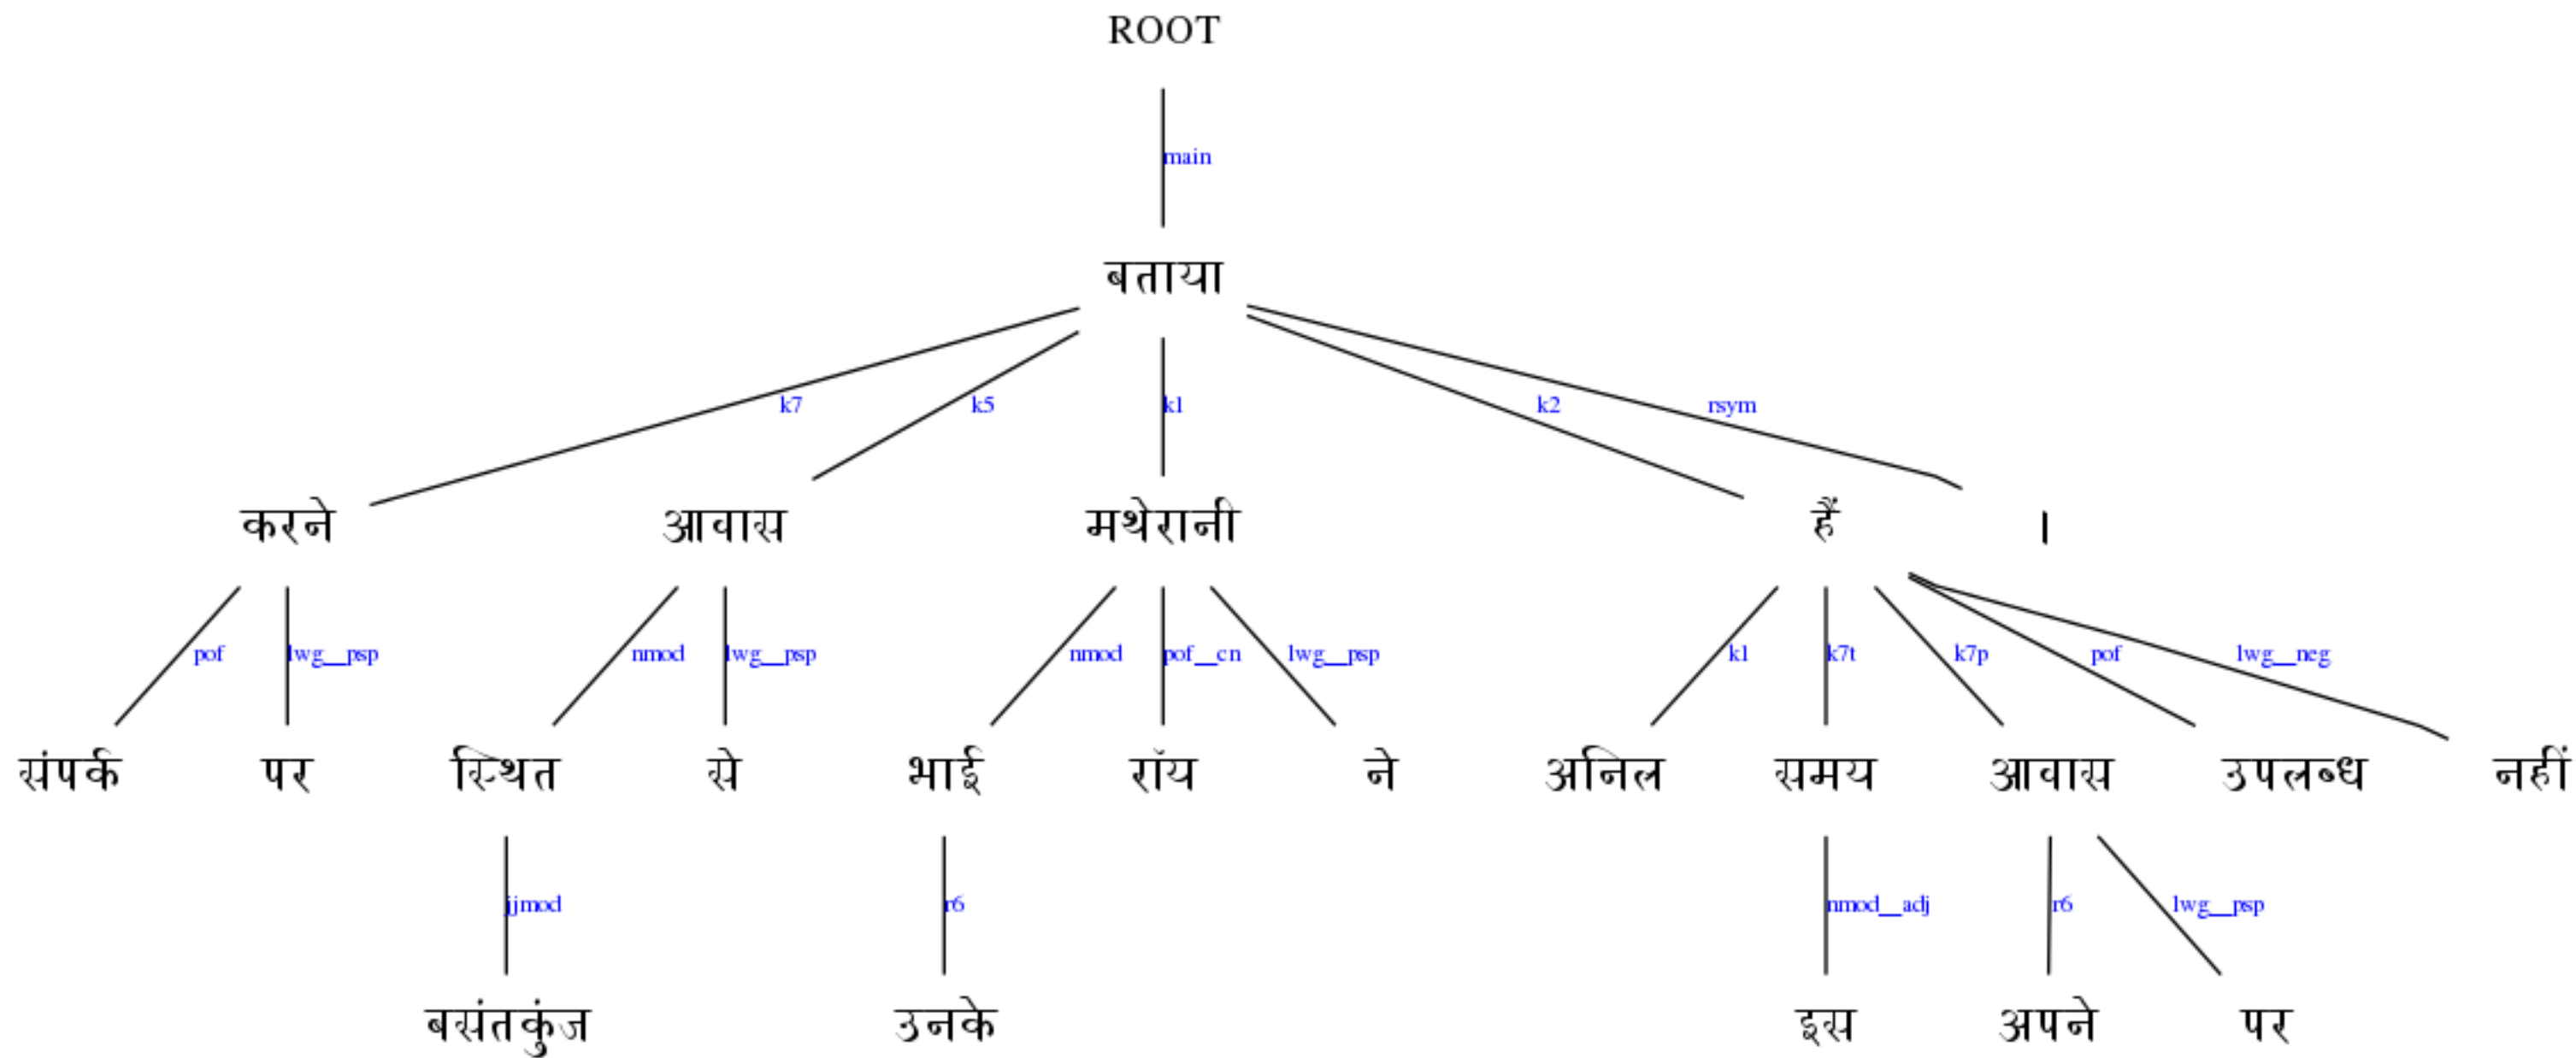 ROOT
main
बताया
k7 k5 k1 k2 rsym
करने आवास मथेरानी हैं ।
pof lwg__psp nmod lwg__psp nmod pof__cn lwg__psp k1 k7t k7p pof lwg__neg
संपर्क पर स्थित से भाई रॉय ने अनिल समय आवास उपलब्ध नहीं
jjmod r6 nmod__adj r6 lwg__psp
बसंतकुंज उनके इस अपने पर